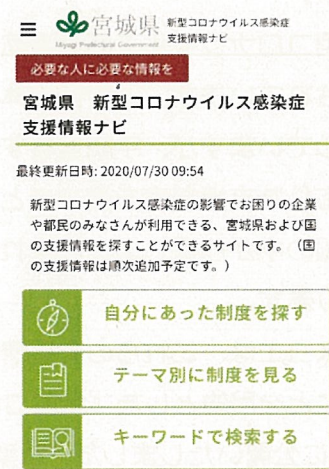 宮城県
Miyagi Prefectural Government
新型コロナウイルス感染症
支援情報ナビ
必要な人に必要な情報を
宮城県 新型コロナウイルス感染症
支援情報ナビ
最終更新日時: 2020/07/30 09:54
新型コロナウイルス感染症の影響でお困りの企業
や都民のみなさんが利用できる、宮城県および国
の支援情報を探すことができるサイトです。（国
の支援情報は順次追加予定です。）
自分にあった制度を探す
テーマ別に制度を見る
キーワードで検索する